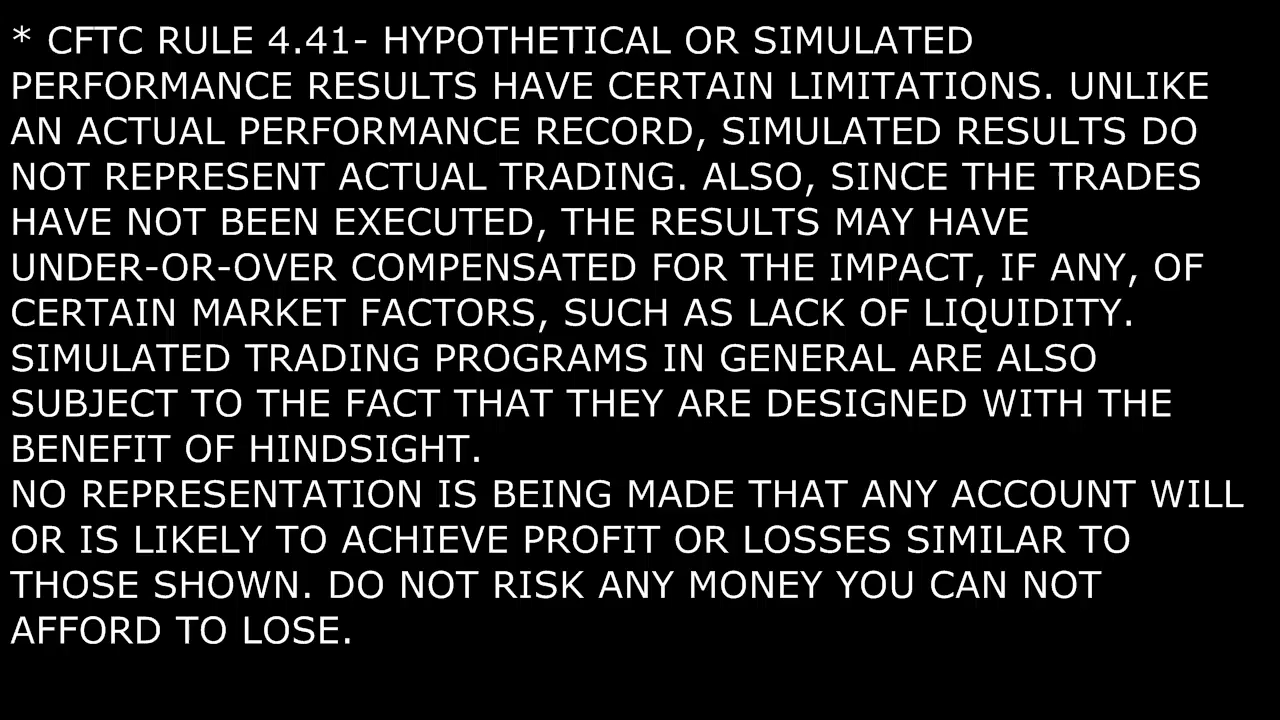 * CFTC RULE 4.41- HYPOTHETICAL OR SIMULATED
PERFORMANCE RESULTS HAVE CERTAIN LIMITATIONS. UNLIKE
AN ACTUAL PERFORMANCE RECORD, SIMULATED RESULTS DO
NOT REPRESENT ACTUAL TRADING. ALSO, SINCE THE TRADES
HAVE NOT BEEN EXECUTED, THE RESULTS MAY HAVE
UNDER-OR-OVER COMPENSATED FOR THE IMPACT, IF ANY, OF
CERTAIN MARKET FACTORS, SUCH AS LACK OF LIQUIDITY.
SIMULATED TRADING PROGRAMS IN GENERAL ARE ALSO
SUBJECT TO THE FACT THAT THEY ARE DESIGNED WITH THE
BENEFIT OF HINDSIGHT.
NO REPRESENTATION IS BEING MADE THAT ANY ACCOUNT WILL
OR IS LIKELY TO ACHIEVE PROFIT OR LOSSES SIMILAR TO
THOSE SHOWN. DO NOT RISK ANY MONEY YOU CAN NOT
AFFORD TO LOSE.